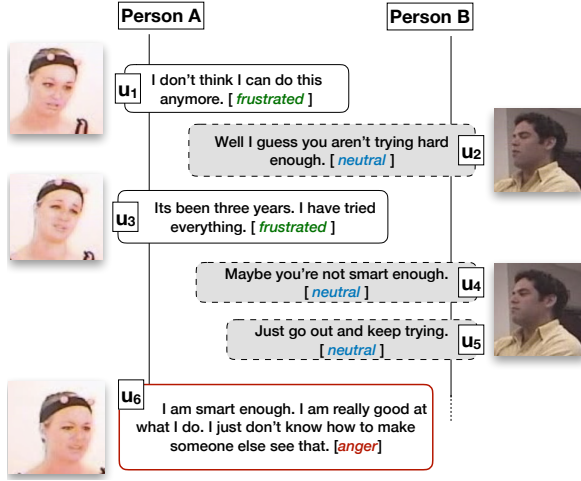 Person A
Person B
u1
I don't think I can do this
anymore. [ frustrated ]
Well I guess you aren't trying hard
enough. [ neutral ]
u2
u3
Its been three years. I have tried
everything. [ frustrated ]
Maybe you're not smart enough.
[ neutral ]
u4
Just go out and keep trying.
[ neutral ]
u5
u6
I am smart enough. I am really good at
what I do. I just don't know how to make
someone else see that. [anger]